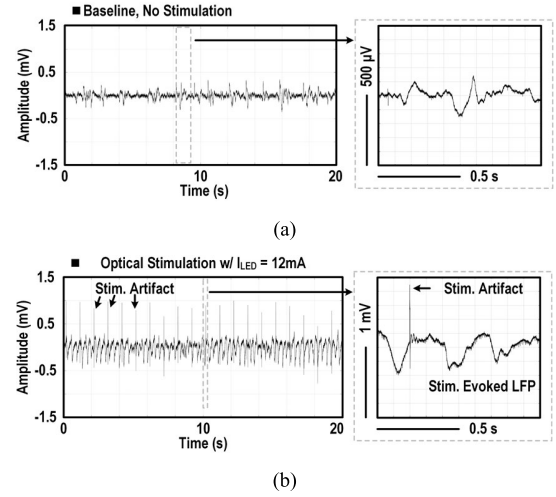 ■ Baseline, No Stimulation
Amplitude (mV)
1.5
0.5
-0.5
-1.5
0
10
20
Time (s)
500 µV
0.5 s
(a)
■ Optical Stimulation w/ ILED = 12mA
Amplitude (mV)
1.5
0.5
-0.5
-1.5
Stim. Artifact
0
10
20
Time (s)
1 mV
Stim. Artifact
Stim. Evoked LFP
0.5 s
(b)